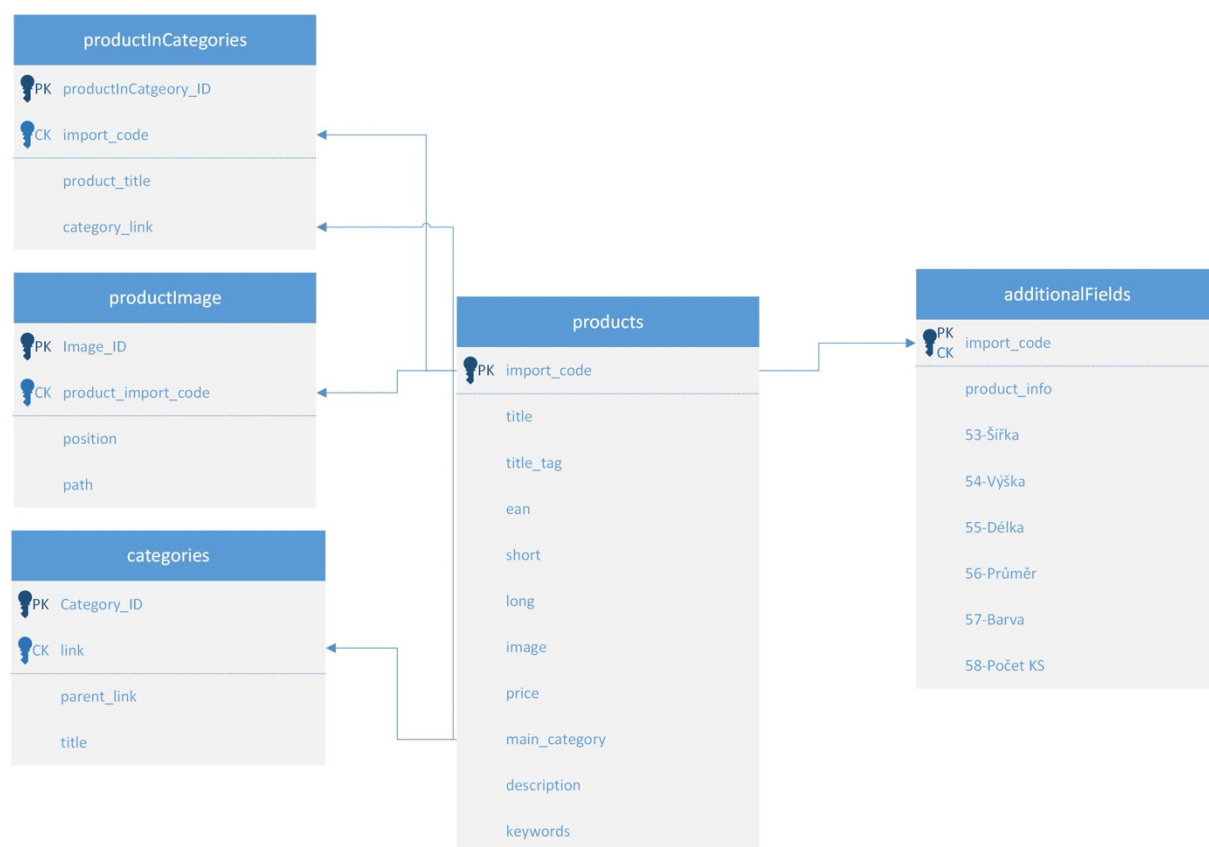 productInCategories
PK productInCatgeory_ID
CK import_code
product_title
category_link
productImage
PK Image_ID
CK product_import_code
position
path
categories
PK Category_ID
CK link
parent_link
title
products
PK import_code
title
title_tag
ean
short
long
image
price
main_category
description
keywords
additionalFields
PK
CK
import_code
product_info
53-Šířka
54-Výška
55-Délka
56-Průměr
57-Barva
58-Počet KS